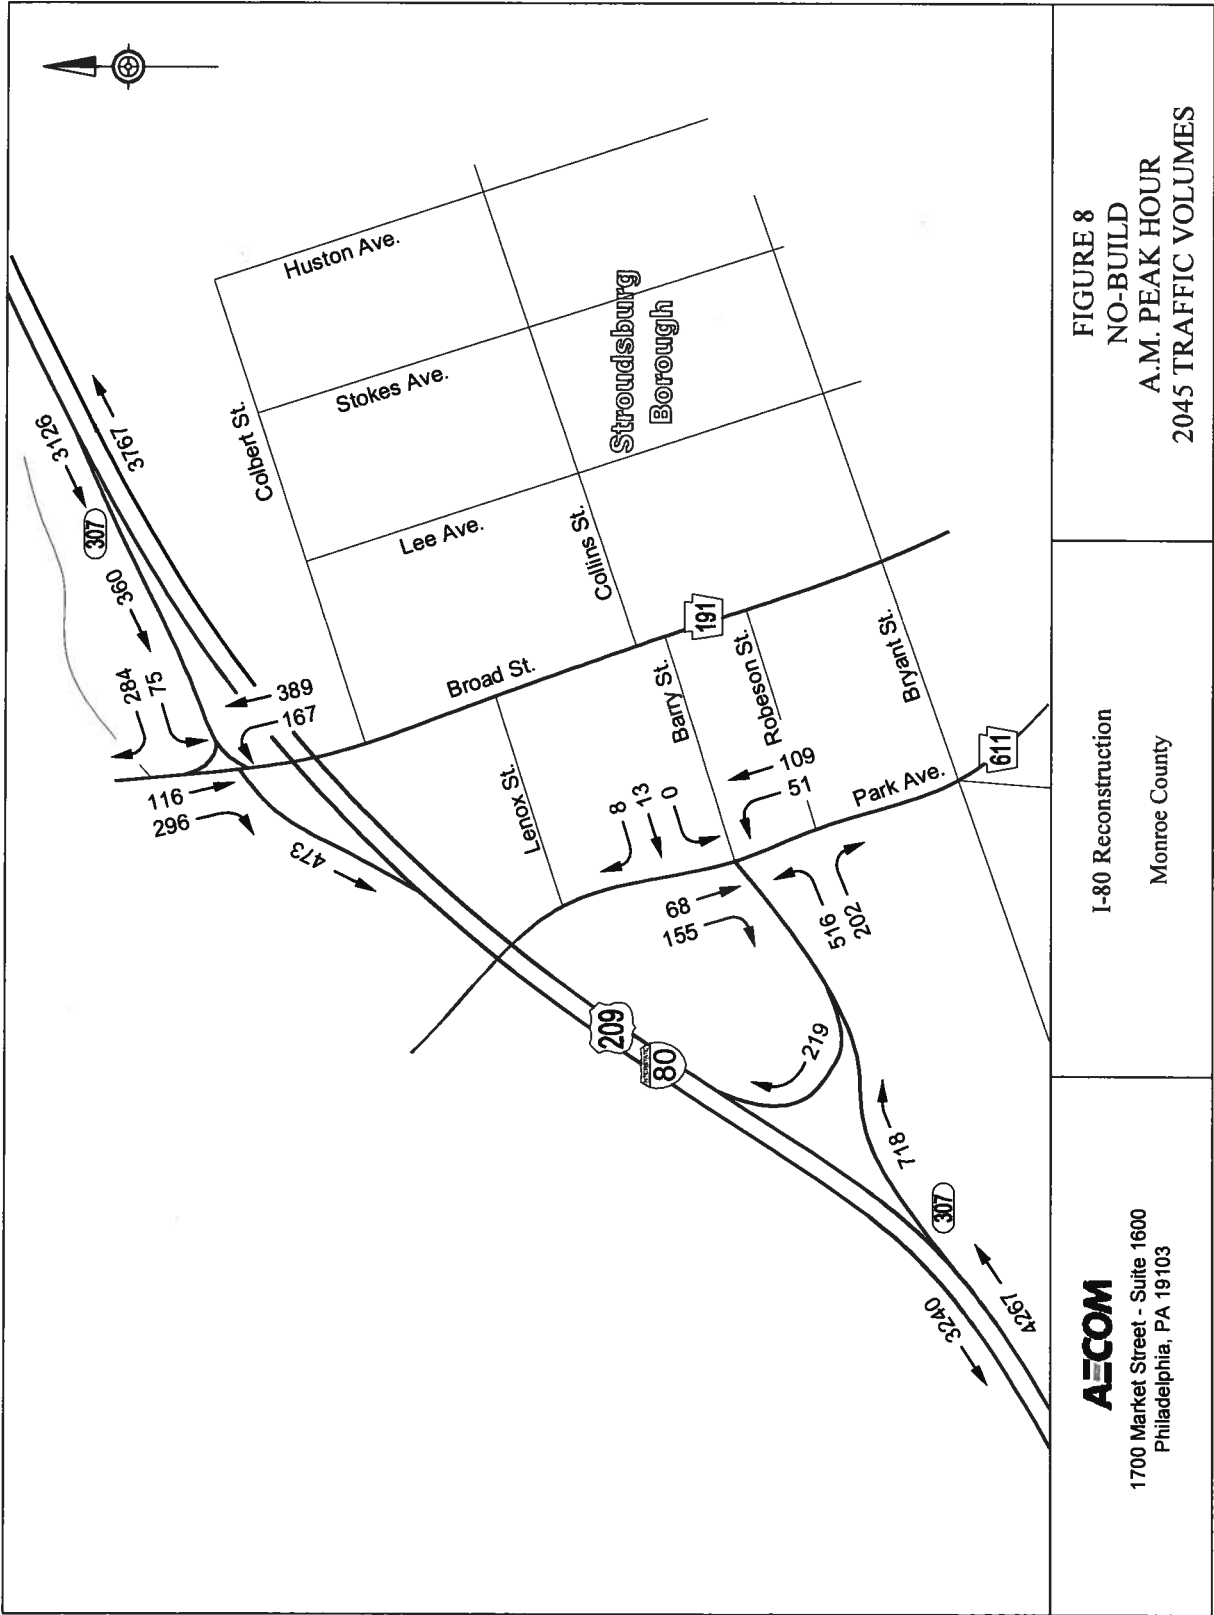 3126
3767
307
360
284
75
116
296
389
167
473
Colbert St.
Huston Ave.
Stokes Ave.
Lee Ave.
Collins St.
Stroudsburg
Borough
Broad St.
191
Lenox St.
Barry St.
Robeson St.
Bryant St.
Park Ave.
611
8
13
0
109
51
68
155
516
202
209
INTERSTATE
80
219
718
307
3240
4267
AECOM
1700 Market Street - Suite 1600
Philadelphia, PA 19103
I-80 Reconstruction
Monroe County
FIGURE 8
NO-BUILD
A.M. PEAK HOUR
2045 TRAFFIC VOLUMES